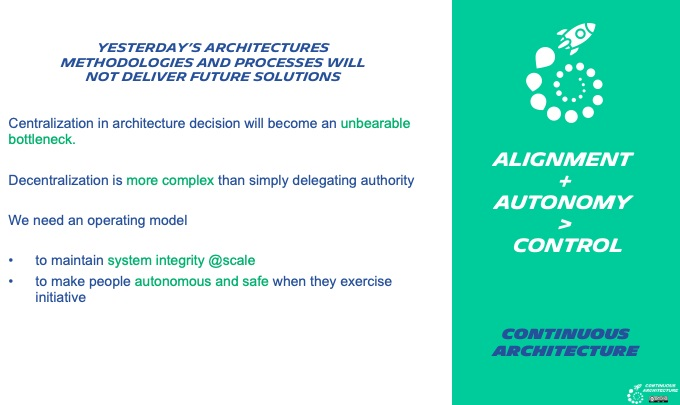 YESTERDAY'S ARCHITECTURES
METHODOLOGIES AND PROCESSES WILL
NOT DELIVER FUTURE SOLUTIONS
Centralization in architecture decision will become an unbearable
bottleneck.
Decentralization is more complex than simply delegating authority
We need an operating model
• to maintain system integrity @scale
• to make people autonomous and safe when they exercise
initiative
ALIGNMENT
+
AUTONOMY
>
CONTROL
CONTINUOUS
ARCHITECTURE
CONTINUOUS
ARCHITECTURE